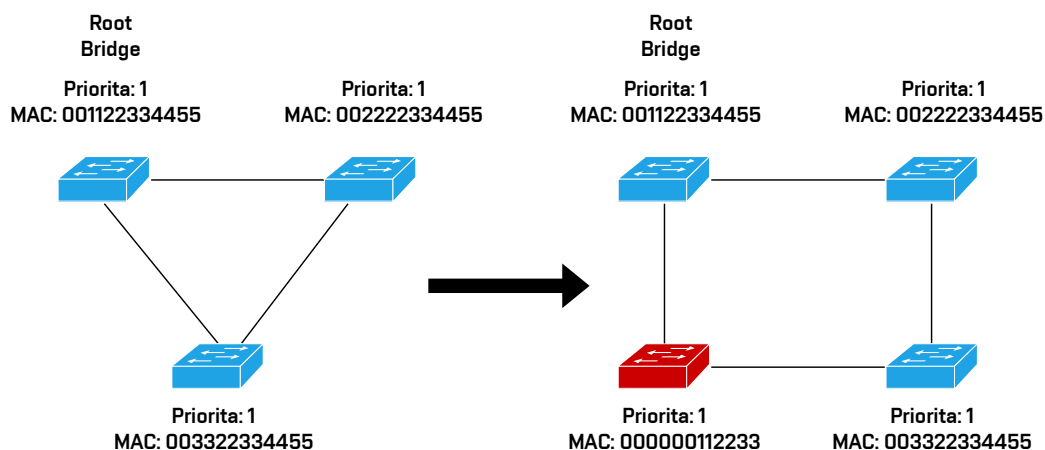 Root
Bridge
Priorita: 1
MAC: 001122334455
Priorita: 1
MAC: 002222334455
Priorita: 1
MAC: 003322334455
Root
Bridge
Priorita: 1
MAC: 001122334455
Priorita: 1
MAC: 002222334455
Priorita: 1
MAC: 000000112233
Priorita: 1
MAC: 003322334455